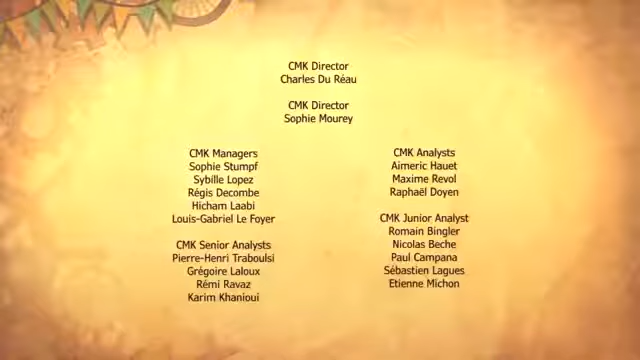 CMK Director
Charles Du Réau
CMK Director
Sophie Mourey
CMK Managers
Sophie Stumpf
Sybille Lopez
Régis Decombe
Hicham Laabi
Louis-Gabriel Le Foyer
CMK Senior Analysts
Pierre-Henri Traboulsi
Grégoire Laloux
Rémi Ravaz
Karim Khanioui
CMK Analysts
Aimeric Hauet
Maxime Revol
Raphaël Doyen
CMK Junior Analyst
Romain Bingler
Nicolas Beche
Paul Campana
Sébastien Lagues
Etienne Michon